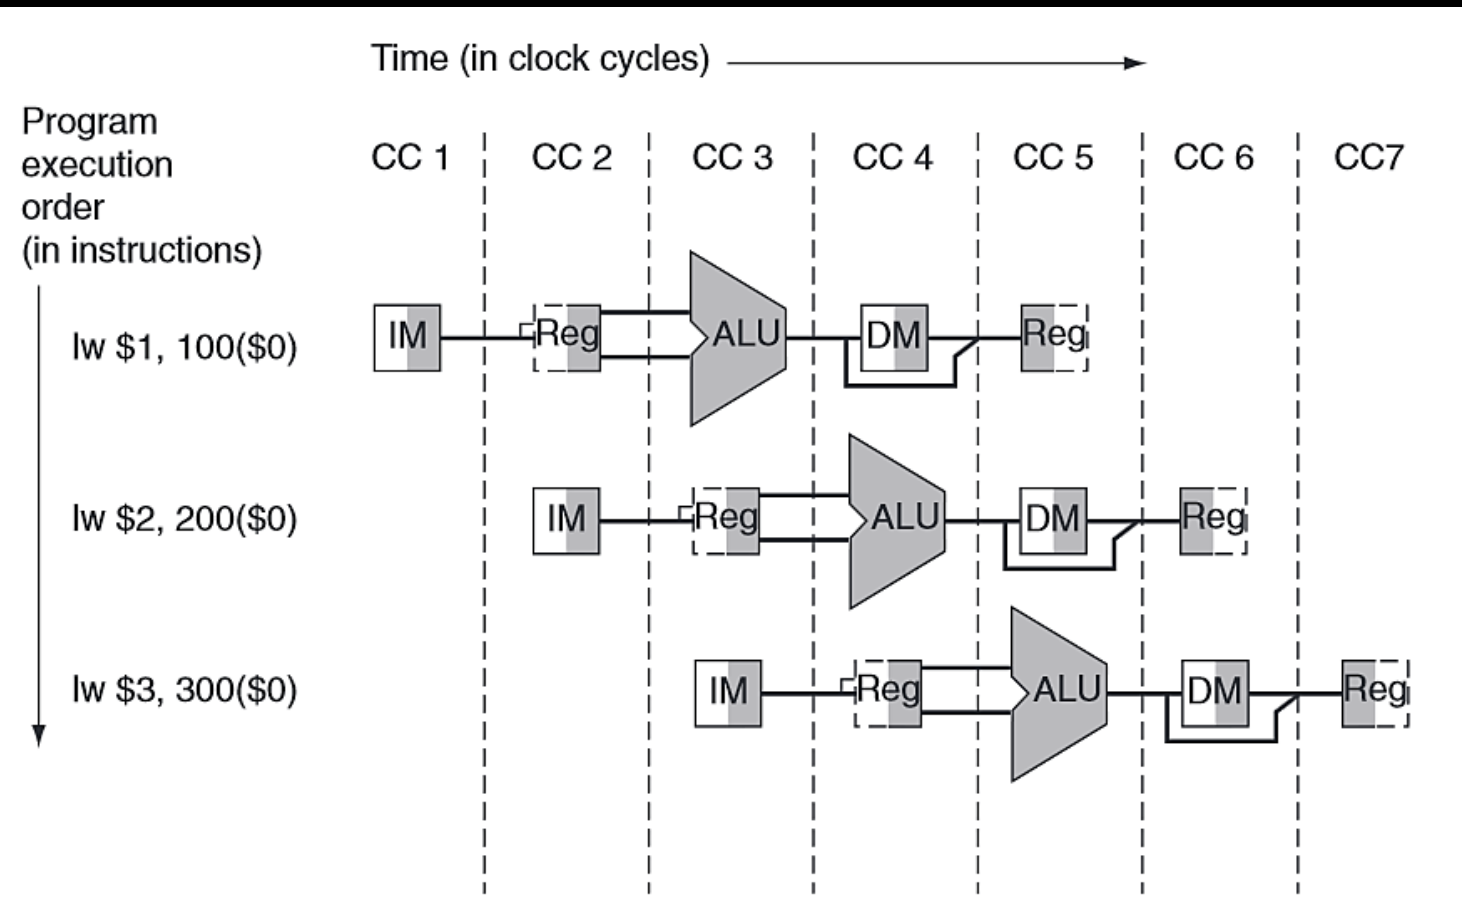 Time (in clock cycles)
Program
execution
order
(in instructions)
CC 1 CC 2 CC 3 CC 4 CC 5 CC 6 CC7
lw $1, 100($0) IM Reg ALU DM Reg
lw $2, 200($0) IM Reg ALU DM Reg
lw $3, 300($0) IM Reg ALU DM Reg